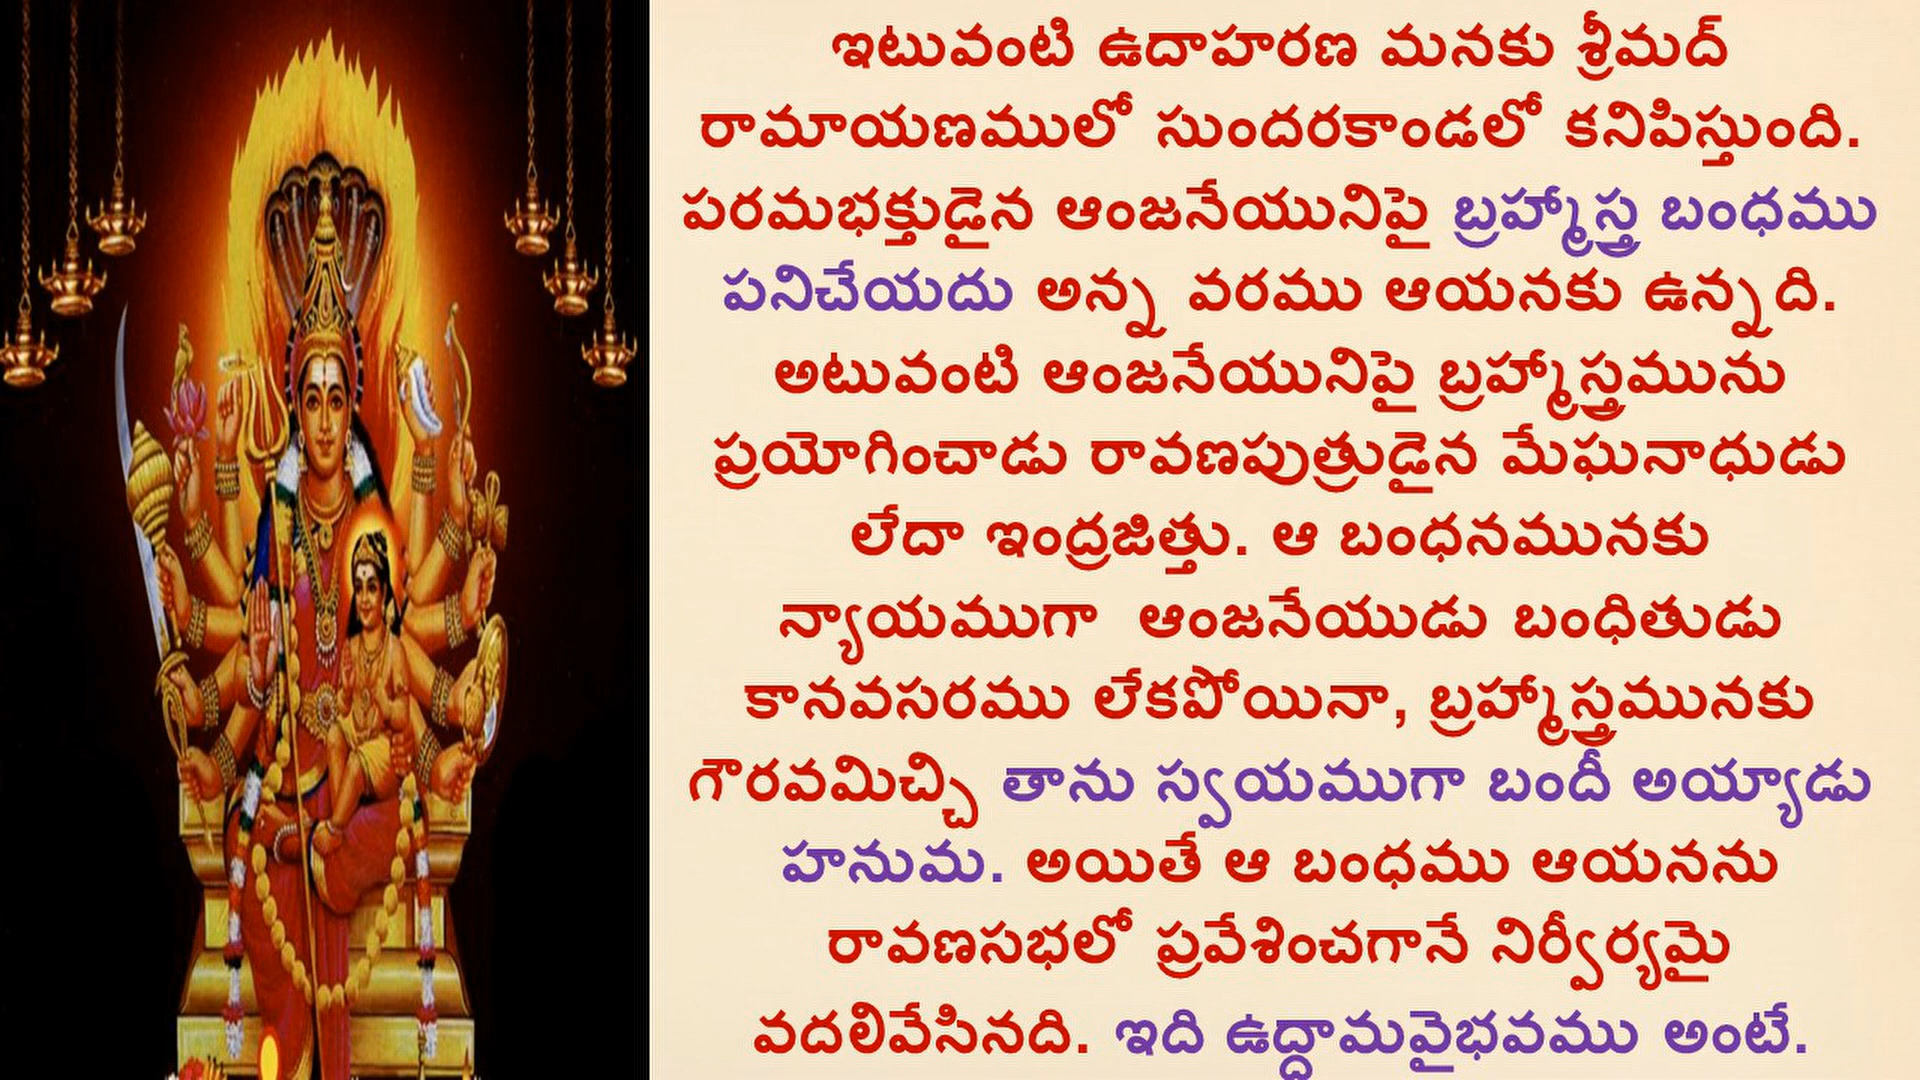 ఇటువంటి ఉదాహరణ మనకు శ్రీమద్
రామాయణములో సుందరకాండలో కనిపిస్తుంది.
పరమభక్తుడైన ఆంజనేయునిపై బ్రహ్మాస్త్ర బంధము
పనిచేయదు అన్న వరము ఆయనకు ఉన్నది.
అటువంటి ఆంజనేయునిపై బ్రహ్మాస్త్రమును
ప్రయోగించాడు రావణపుత్రుడైన మేఘనాధుడు
లేదా ఇంద్రజిత్తు. ఆ బంధనమునకు
న్యాయముగా ఆంజనేయుడు బంధితుడు
కానవసరము లేకపోయినా, బ్రహ్మాస్త్రమునకు
గౌరవమిచ్చి తాను స్వయముగా బందీ అయ్యాడు
హనుమ. అయితే ఆ బంధము ఆయనను
రావణసభలో ప్రవేశించగానే నిర్వీర్యమై
వదలివేసినది. ఇది ఉద్ధామవైభవము అంటే.